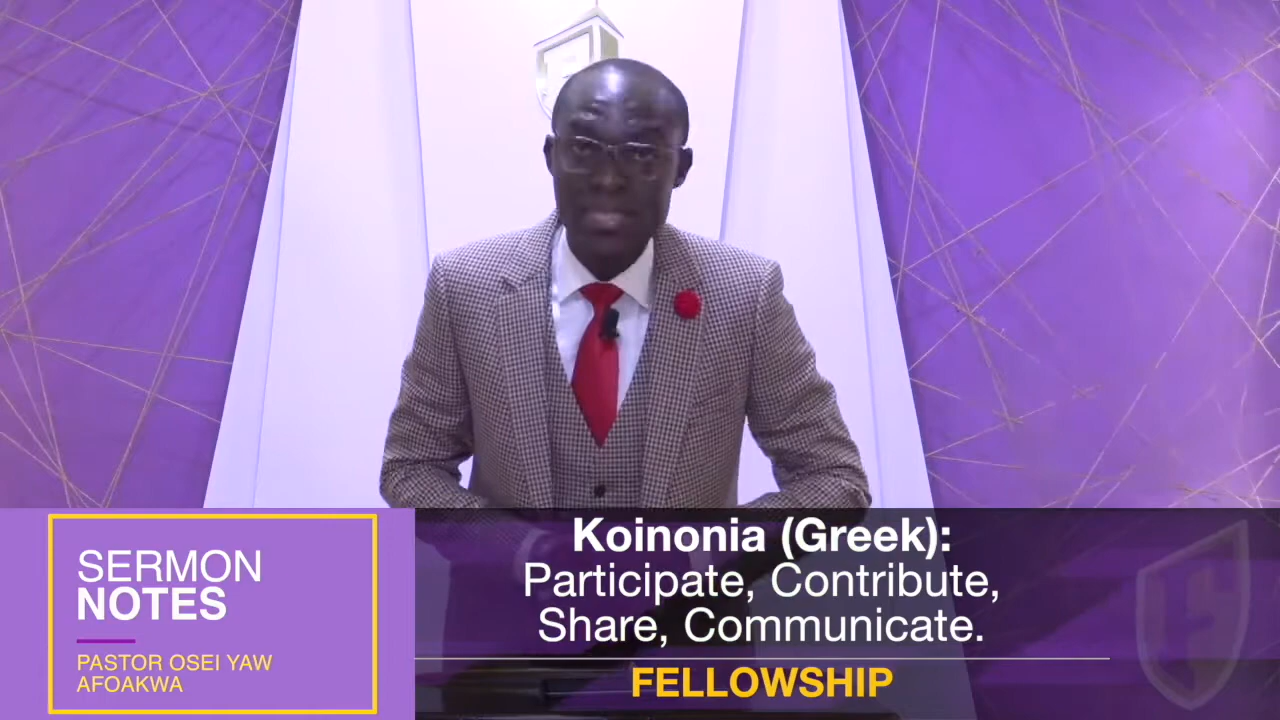 SERMON
NOTES
PASTOR OSEI YAW
AFOAKWA
Koinonia (Greek):
Participate, Contribute,
Share, Communicate.
FELLOWSHIP